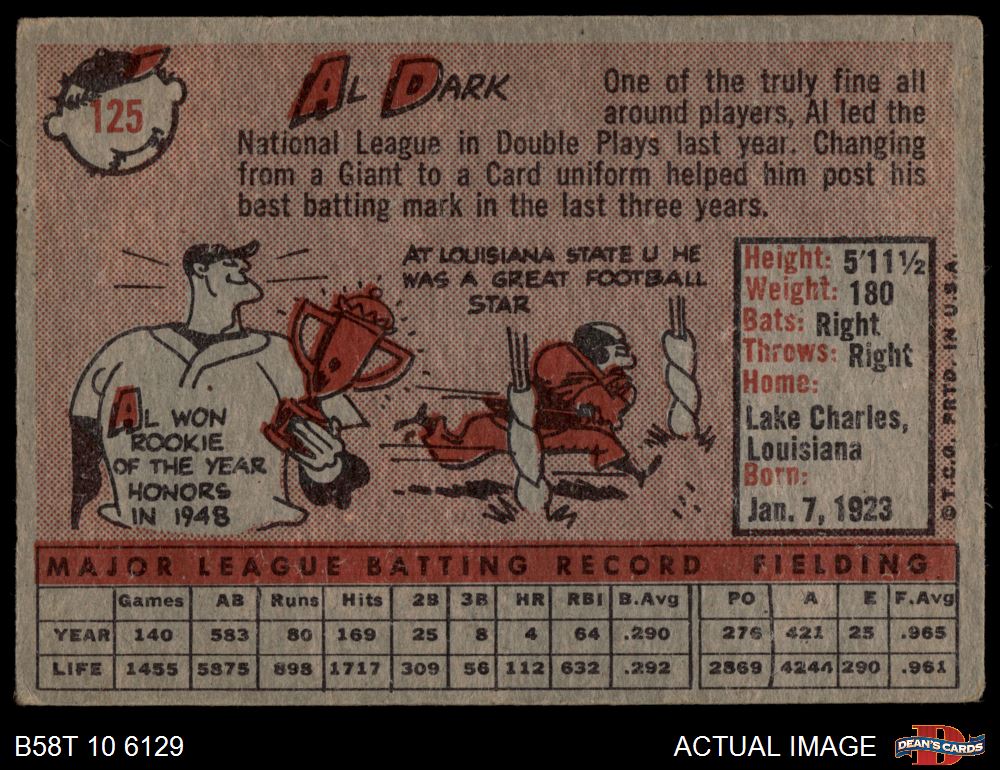 125
AL DARK
One of the truly fine all
around players, Al led the
National League in Double Plays last year. Changing
from a Giant to a Card uniform helped him post his
best batting mark in the last three years.
AT LOUISIANA STATE U HE
WAS A GREAT FOOTBALL
STAR
AL WON
ROOKIE
OF THE YEAR
HONORS
IN 1948
Height: 5'11½
Weight: 180
Bats: Right
Throws: Right
Home:
Lake Charles,
Louisiana
Born:
Jan. 7, 1923
© T.C.G. PRTD. IN U.S.A.
MAJOR LEAGUE BATTING RECORD FIELDING
Games AB Runs Hits 2B 3B HR RBI B.Avg PO A E F.Avg
YEAR 140 583 80 169 25 8 4 64 .290 276 421 25 .965
LIFE 1455 5875 898 1717 309 56 112 632 .292 2869 4244 290 .961
B58T 10 6129
ACTUAL IMAGE
DEAN'S CARDS